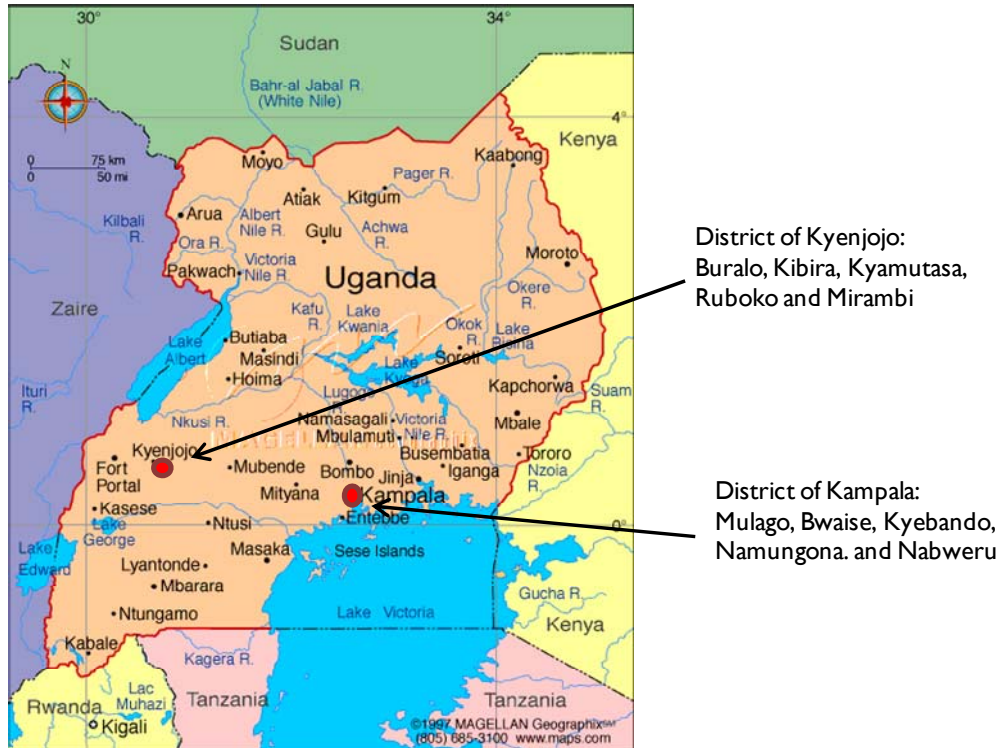 30°
34°
Sudan
N
Bahr-al Jabal R.
(White Nile)
4°
Kenya
0
75 km
0
50 mi
Moyo
Kaabong
Pager R.
Atiak
Kitgum
Kilbali
R.
Arua
Albert
Nile R.
Achwa
R.
Ora R.
Gulu
Moroto
Pakwach
Victoria
Nile R.
Uganda
Okere
R.
Zaire
Kafu
R.
Lake
Kwania
Okok
R.
Lake
Bisina
Lake
Albert
Butiaba
Masindi
Soroti
Lake
Kyoga
Hoima
Kapchorwa
Suam
R.
Ituri
R.
Lugogo
R.
Nkusi R.
Namasagali
Victoria
Nile R.
Mbale
Mbulamuti
Kyenjojo
Busembatia
Tororo
Fort
Portal
Mubende
Bombo
Jinja
Iganga
Nzoia
R.
Mityana
Kampala
Kasese
Entebbe
0°
Lake
George
Ntusi
Lake
Edward
Masaka
Sese Islands
Lyantonde
Mbarara
Gucha R.
Ntungamo
Lake Victoria
Kenya
Kabale
Kagera R.
Lac
Muhazi
Tanzania
Tanzania
Rwanda
Kigali
©1997 MAGELLAN Geographix℠
(805) 685-3100 www.maps.com
District of Kyenjojo:
Buralo, Kibira, Kyamutasa,
Ruboko and Mirambi
District of Kampala:
Mulago, Bwaise, Kyebando,
Namungona. and Nabweru